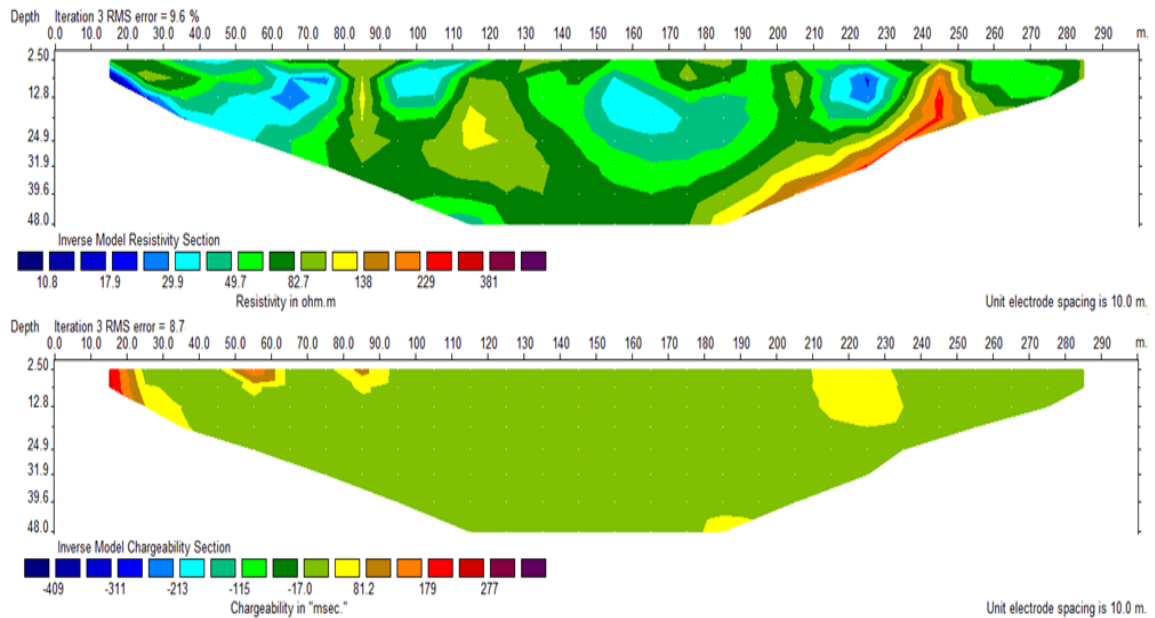 Depth Iteration 3 RMS error = 9.6 %
0.0 10.0 20.0 30.0 40.0 50.0 60.0 70.0 80.0 90.0 100 110 120 130 140 150 160 170 180 190 200 210 220 230 240 250 260 270 280 290 m.
2.50
12.8
24.9
31.9
39.6
48.0
Inverse Model Resistivity Section
10.8 17.9 29.9 49.7 82.7 138 229 381
Resistivity in ohm.m Unit electrode spacing is 10.0 m.
Depth Iteration 3 RMS error = 8.7
0.0 10.0 20.0 30.0 40.0 50.0 60.0 70.0 80.0 90.0 100 110 120 130 140 150 160 170 180 190 200 210 220 230 240 250 260 270 280 290 m.
2.50
12.8
24.9
31.9
39.6
48.0
Inverse Model Chargeability Section
-409 -311 -213 -115 -17.0 81.2 179 277
Chargeability in "msec." Unit electrode spacing is 10.0 m.